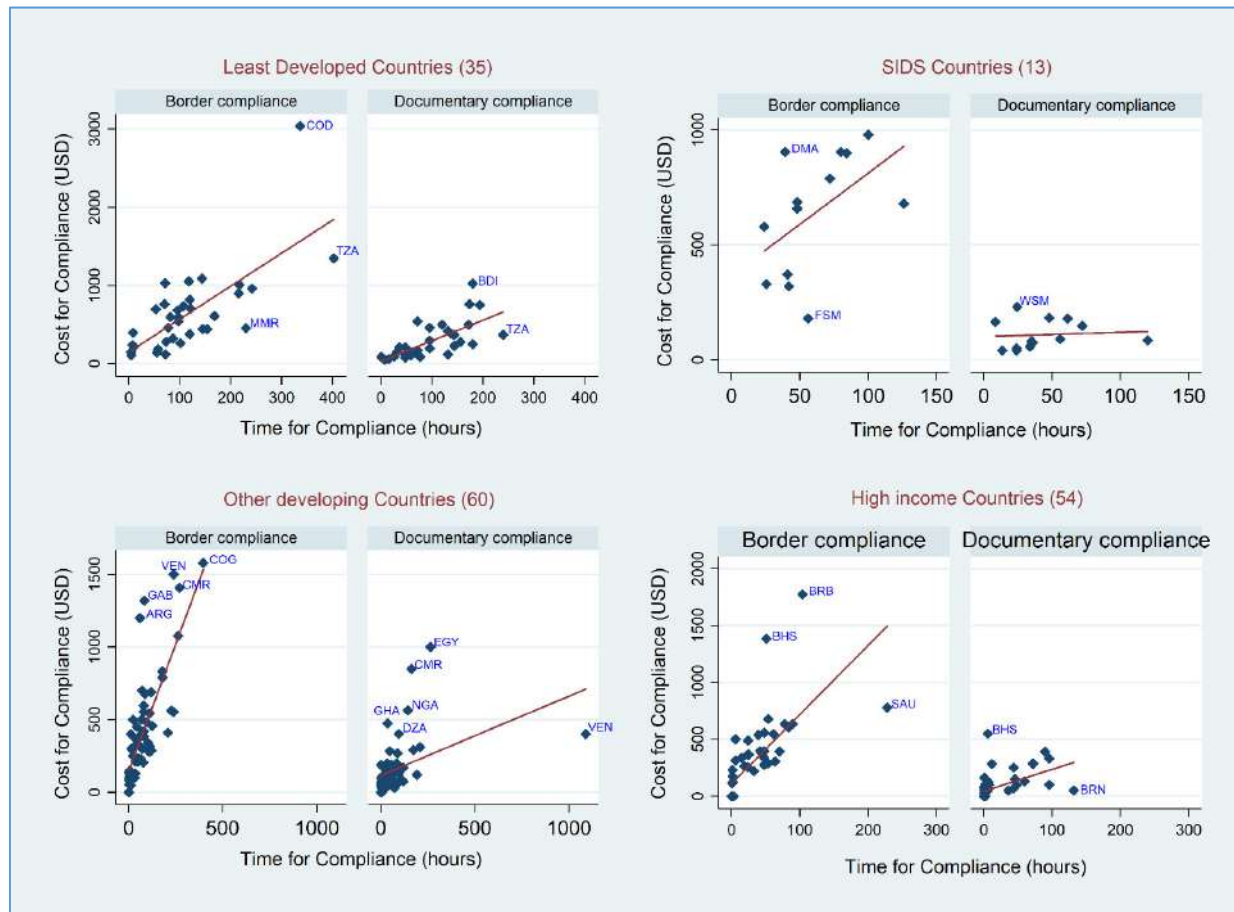 Least Developed Countries (35)
Border compliance
Documentary compliance
Cost for Compliance (USD)
3000
2000
1000
0
COD
TZA
MMR
BDI
TZA
0 100 200 300 400
0 100 200 300 400
Time for Compliance (hours)
SIDS Countries (13)
Border compliance
Documentary compliance
Cost for Compliance (USD)
1000
500
0
DMA
FSM
WSM
0 50 100 150
0 50 100 150
Time for Compliance (hours)
Other developing Countries (60)
Border compliance
Documentary compliance
Cost for Compliance (USD)
1500
1000
500
0
VEN
COG
CMR
GAB
ARG
EGY
CMR
GHA
NGA
DZA
VEN
0 500 1000
0 500 1000
Time for Compliance (hours)
High income Countries (54)
Border compliance
Documentary compliance
Cost for Compliance (USD)
2000
1500
1000
500
0
BRB
BHS
SAU
BHS
BRN
0 100 200 300
0 100 200 300
Time for Compliance (hours)